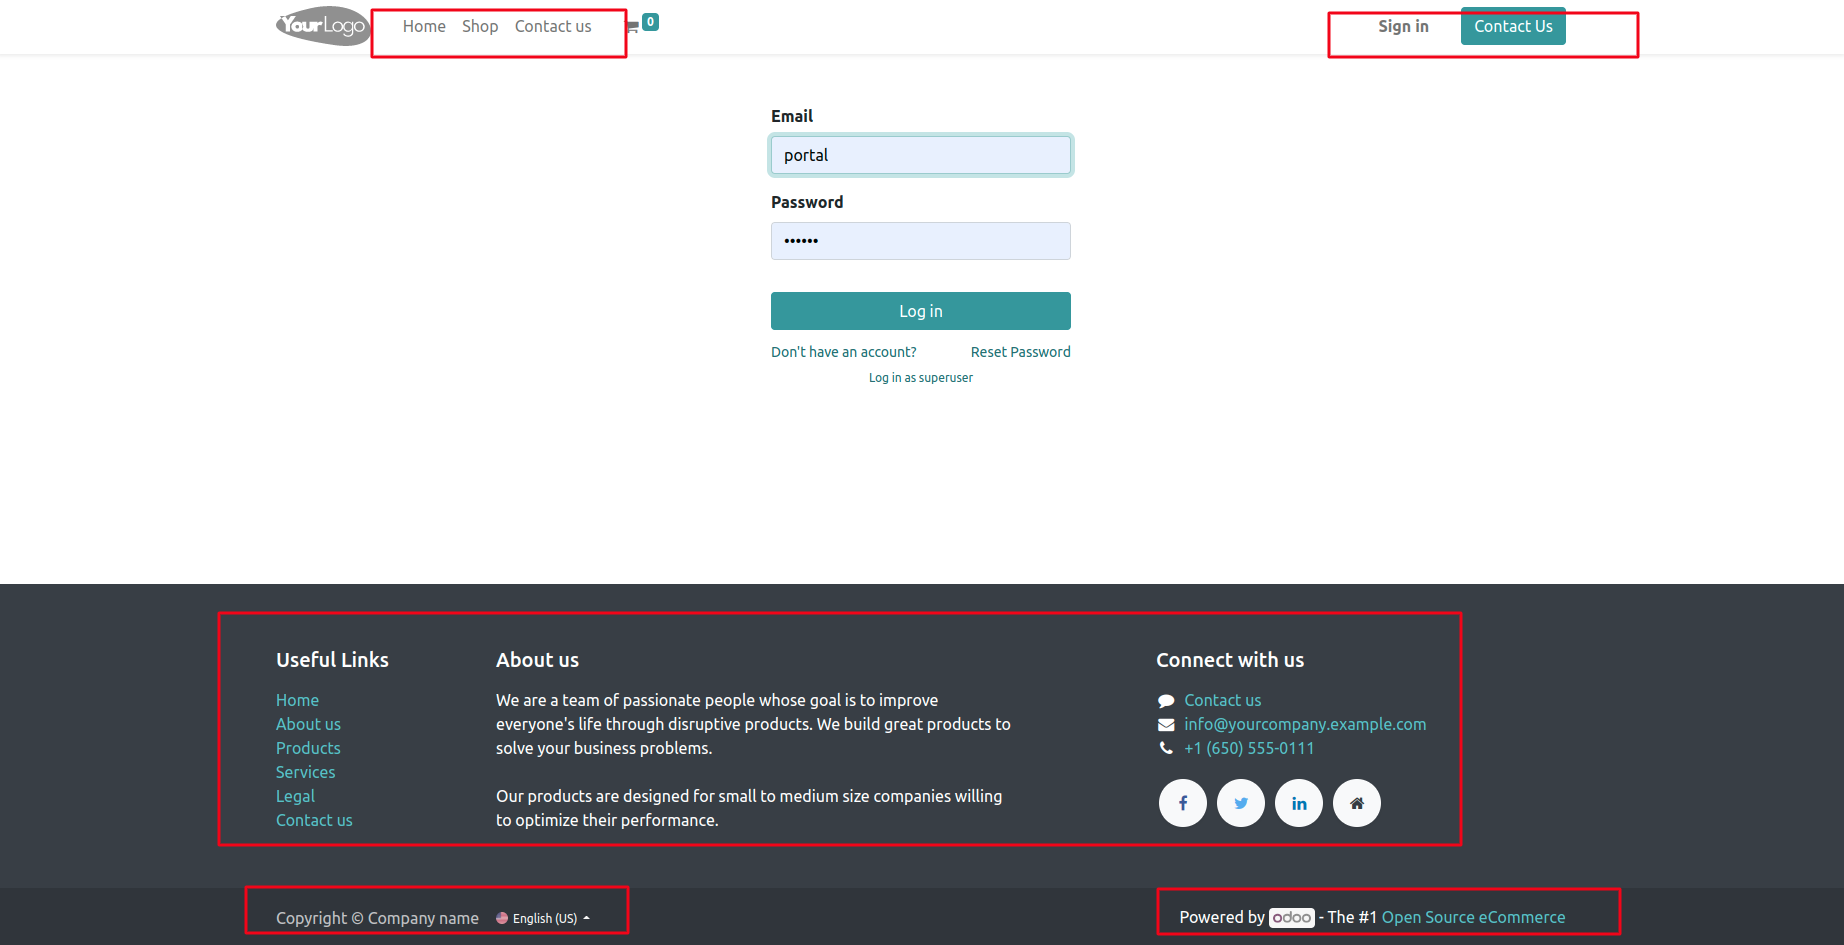 YourLogo Home Shop Contact us 0 Sign in Contact Us
Email
portal
Password
••••••
Log in
Don't have an account? Reset Password
Log in as superuser
Useful Links
Home
About us
Products
Services
Legal
Contact us
About us
We are a team of passionate people whose goal is to improve
everyone's life through disruptive products. We build great products to
solve your business problems.
Our products are designed for small to medium size companies willing
to optimize their performance.
Connect with us
Contact us
info@yourcompany.example.com
+1 (650) 555-0111
Copyright © Company name English (US)
Powered by odoo - The #1 Open Source eCommerce